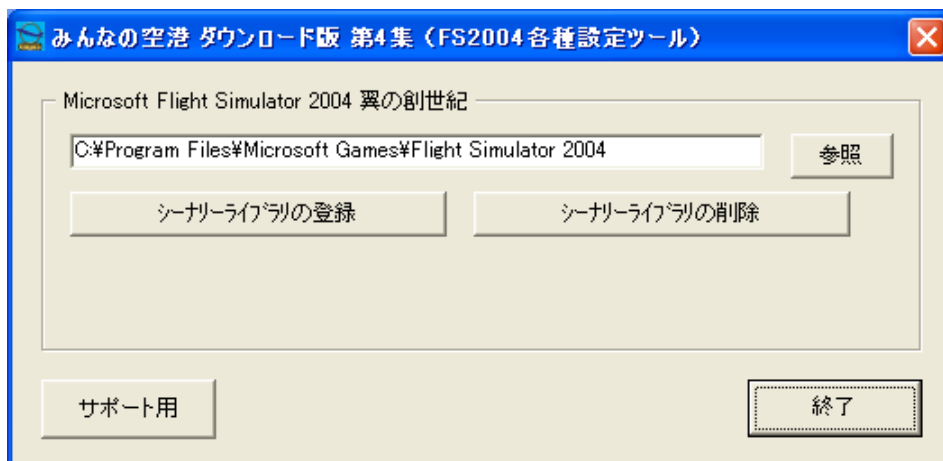 みんなの空港 ダウンロード版 第4集（FS2004各種設定ツール）
Microsoft Flight Simulator 2004 翼の創世紀
C:¥Program Files¥Microsoft Games¥Flight Simulator 2004
参照
ｼｰﾅﾘｰﾗｲﾌﾞﾗﾘの登録
ｼｰﾅﾘｰﾗｲﾌﾞﾗﾘの削除
サポート用
終了